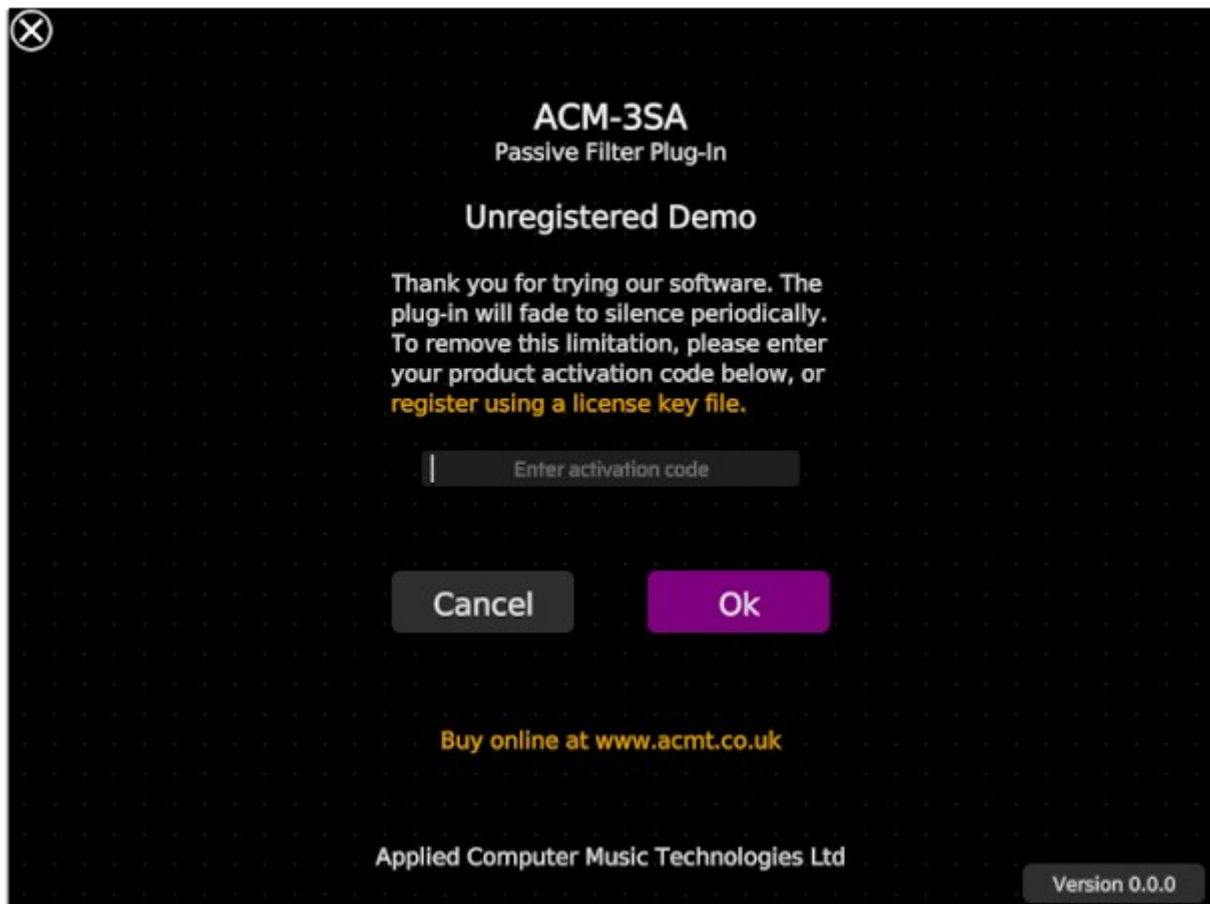 ACM-3SA
Passive Filter Plug-In
Unregistered Demo
Thank you for trying our software. The
plug-in will fade to silence periodically.
To remove this limitation, please enter
your product activation code below, or
register using a license key file.
Enter activation code
Cancel
Ok
Buy online at www.acmt.co.uk
Applied Computer Music Technologies Ltd
Version 0.0.0